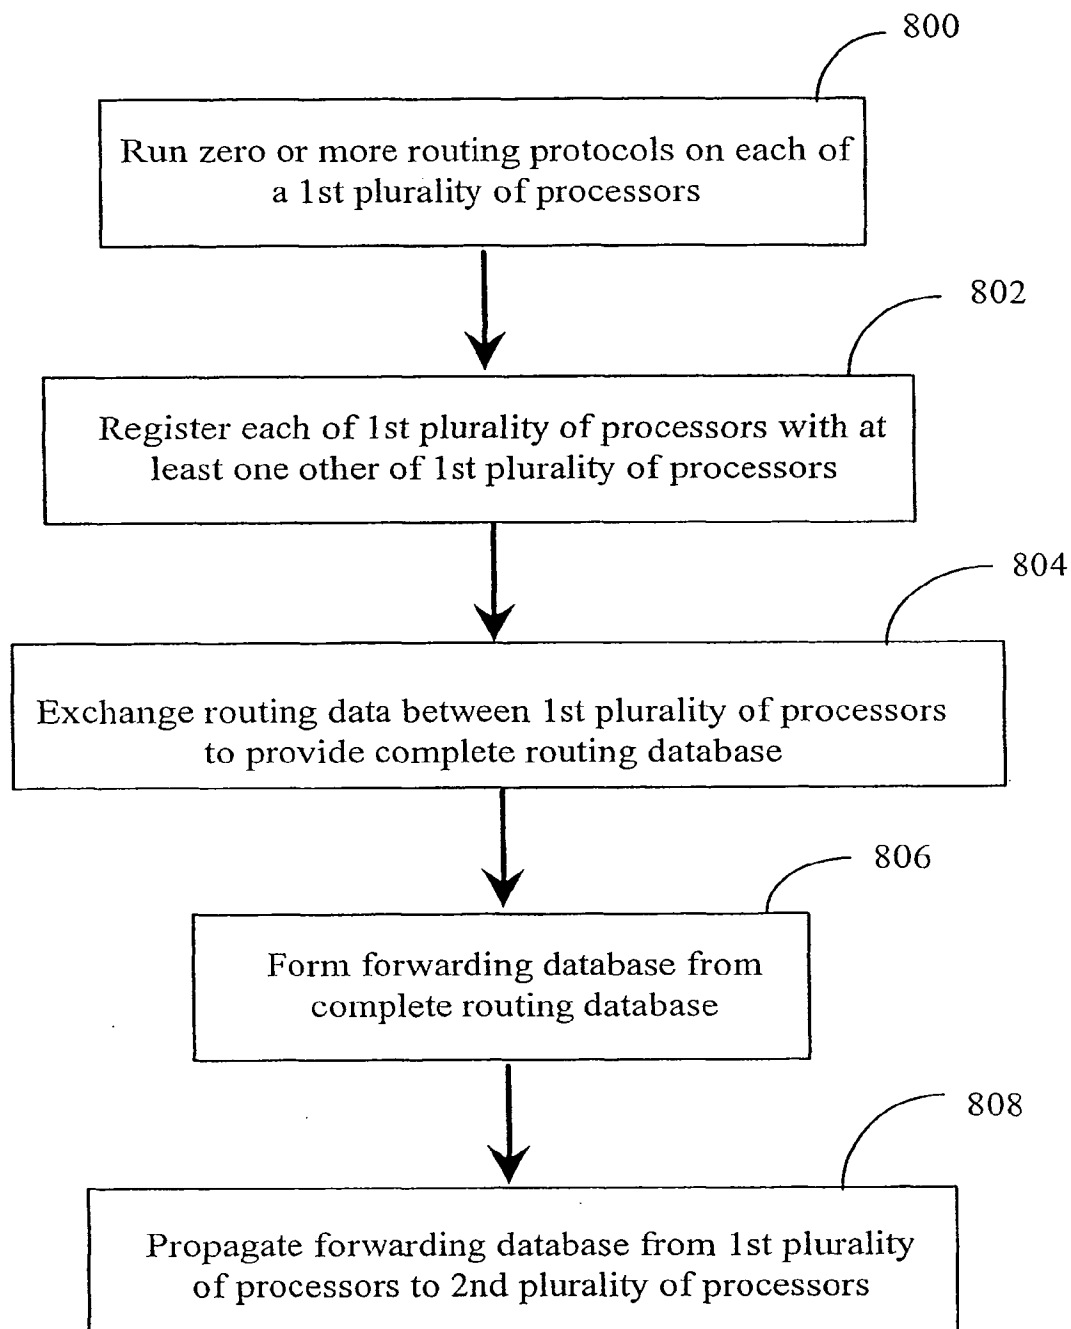 800
Run zero or more routing protocols on each of
a 1st plurality of processors
802
Register each of 1st plurality of processors with at
least one other of 1st plurality of processors
804
Exchange routing data between 1st plurality of processors
to provide complete routing database
806
Form forwarding database from
complete routing database
808
Propagate forwarding database from 1st plurality
of processors to 2nd plurality of processors